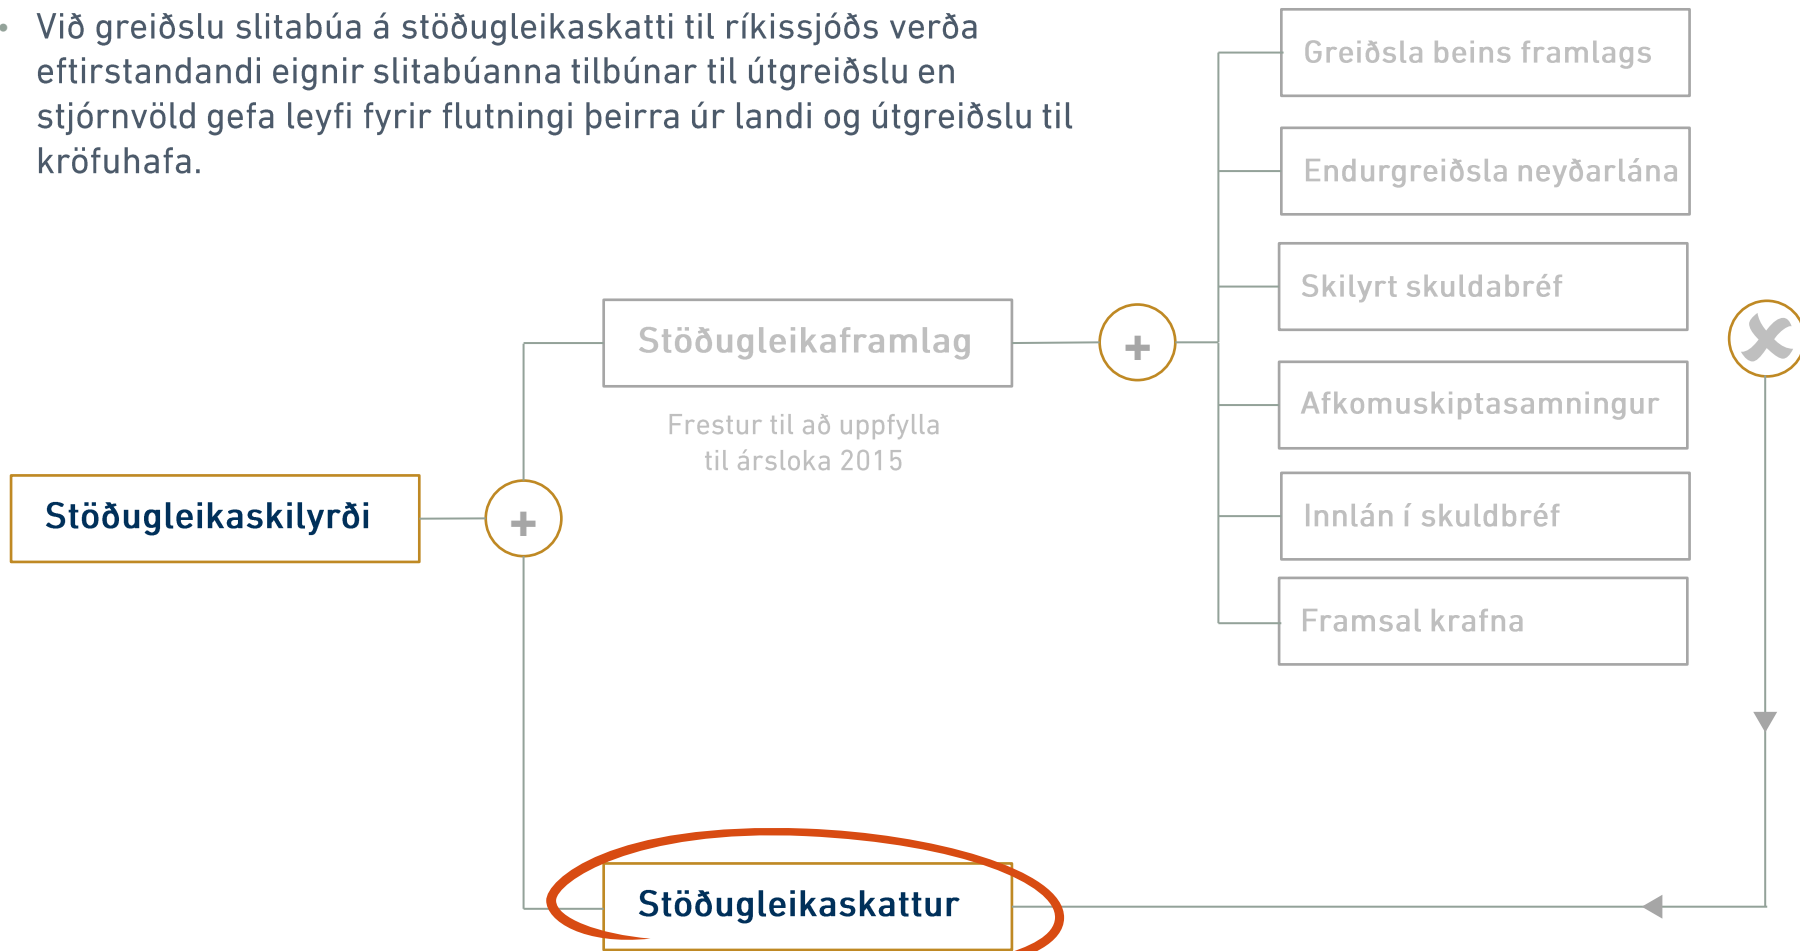 • Við greiðslu slitabúa á stöðugleikaskatti til ríkissjóðs verða
eftirstandandi eignir slitabúanna tilbúnar til útgreiðslu en
stjórnvöld gefa leyfi fyrir flutningi þeirra úr landi og útgreiðslu til
kröfuhafa.
Greiðsla beins framlags
Endurgreiðsla neyðarlána
Skilyrt skuldabréf
Stöðugleikaframlag
+
Afkomuskiptasamningur
Frestur til að uppfylla
til ársloka 2015
Stöðugleikaskilyrði
+
Innlán í skuldbréf
Framsal krafna
Stöðugleikaskattur